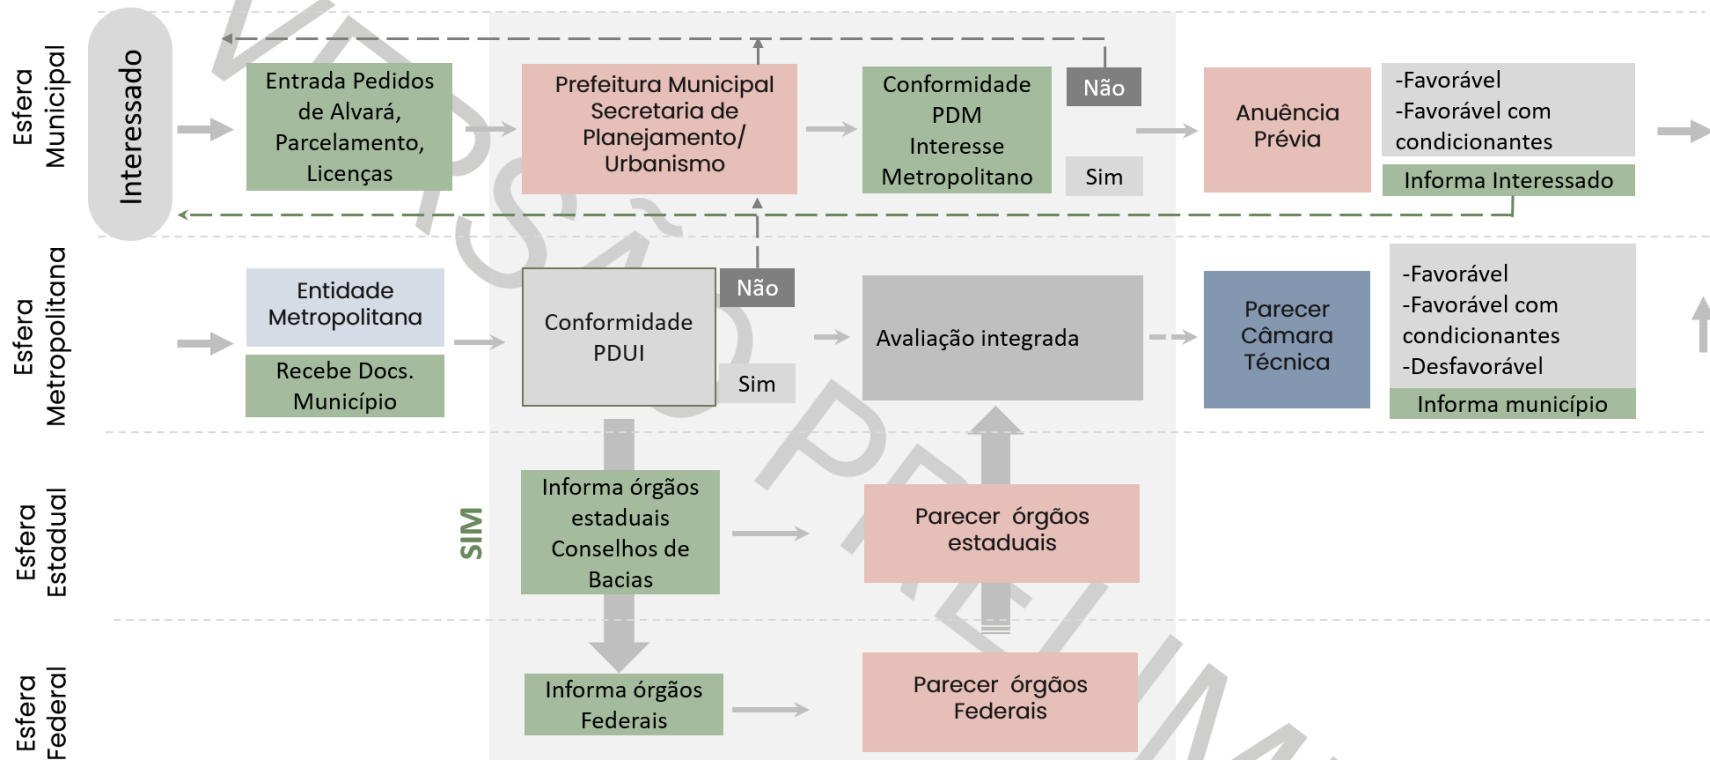 Esfera
Municipal
Interessado
Entrada Pedidos
de Alvará,
Parcelamento,
Licenças
Prefeitura Municipal
Secretaria de
Planejamento/
Urbanismo
Conformidade
PDM
Interesse
Metropolitano
Não
Sim
Anuência
Prévia
-Favorável
-Favorável com
condicionantes
Informa Interessado
Esfera
Metropolitana
Entidade
Metropolitana
Recebe Docs.
Município
Conformidade
PDUI
Não
Sim
Avaliação integrada
Parecer
Câmara
Técnica
-Favorável
-Favorável com
condicionantes
-Desfavorável
Informa município
Esfera
Estadual
SIM
Informa órgãos
estaduais
Conselhos de
Bacias
Parecer órgãos
estaduais
Esfera
Federal
Informa órgãos
Federais
Parecer órgãos
Federais
VERSÃO PRELIM